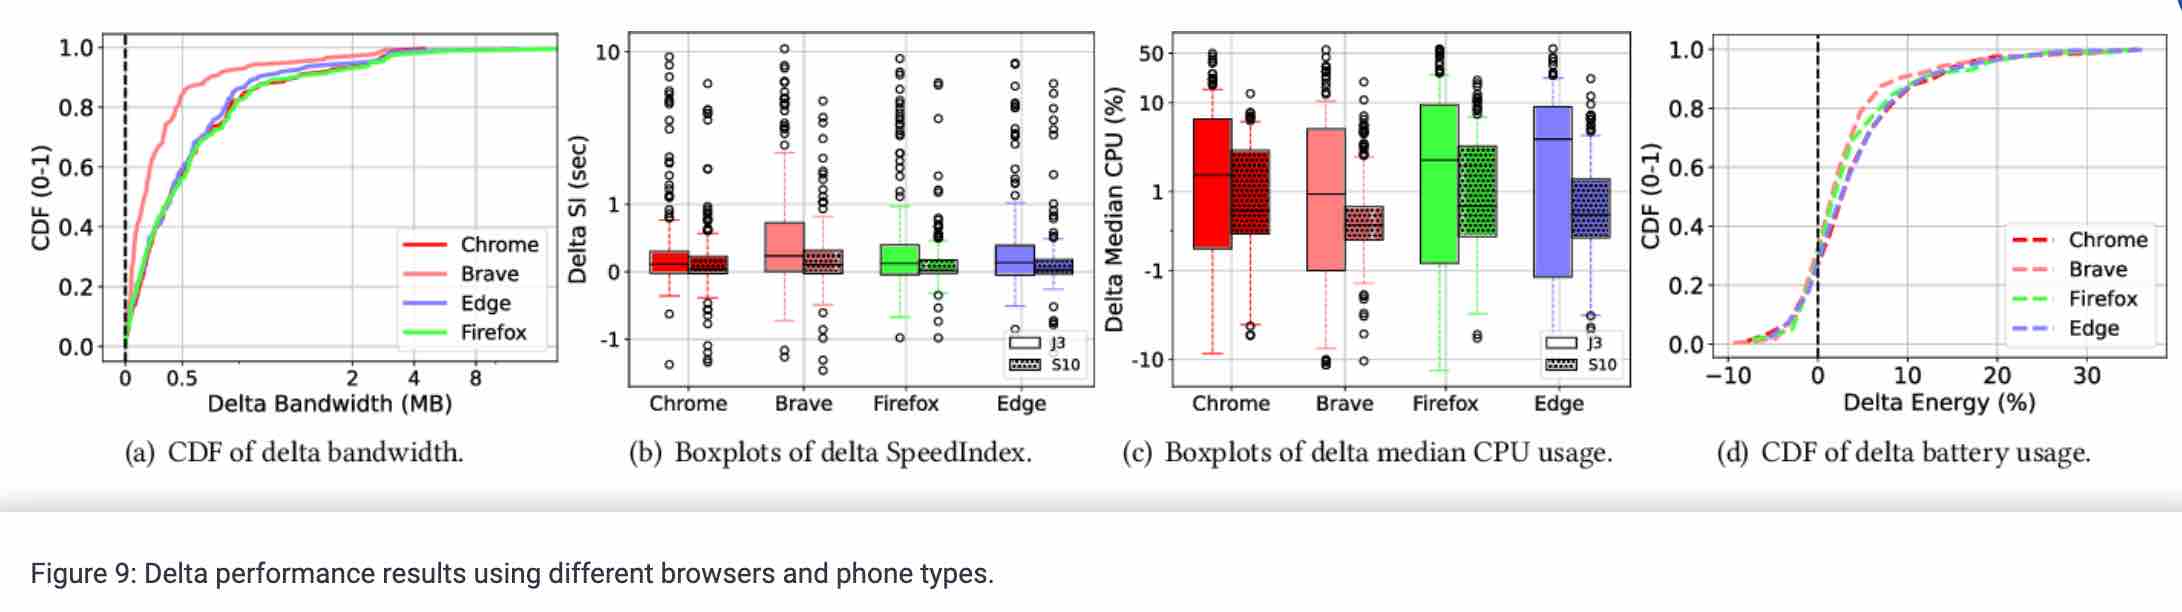 1.0
0.8
0.6
0.4
0.2
0.0
CDF (0-1)
0 0.5 2 4 8
Delta Bandwidth (MB)
Chrome
Brave
Edge
Firefox
(a) CDF of delta bandwidth.
10
1
0
-1
Delta SI (sec)
J3
S10
Chrome Brave Firefox Edge
(b) Boxplots of delta SpeedIndex.
50
10
1
-1
-10
Delta Median CPU (%)
J3
S10
Chrome Brave Firefox Edge
(c) Boxplots of delta median CPU usage.
1.0
0.8
0.6
0.4
0.2
0.0
CDF (0-1)
Chrome
Brave
Firefox
Edge
−10 0 10 20 30
Delta Energy (%)
(d) CDF of delta battery usage.
Figure 9: Delta performance results using different browsers and phone types.